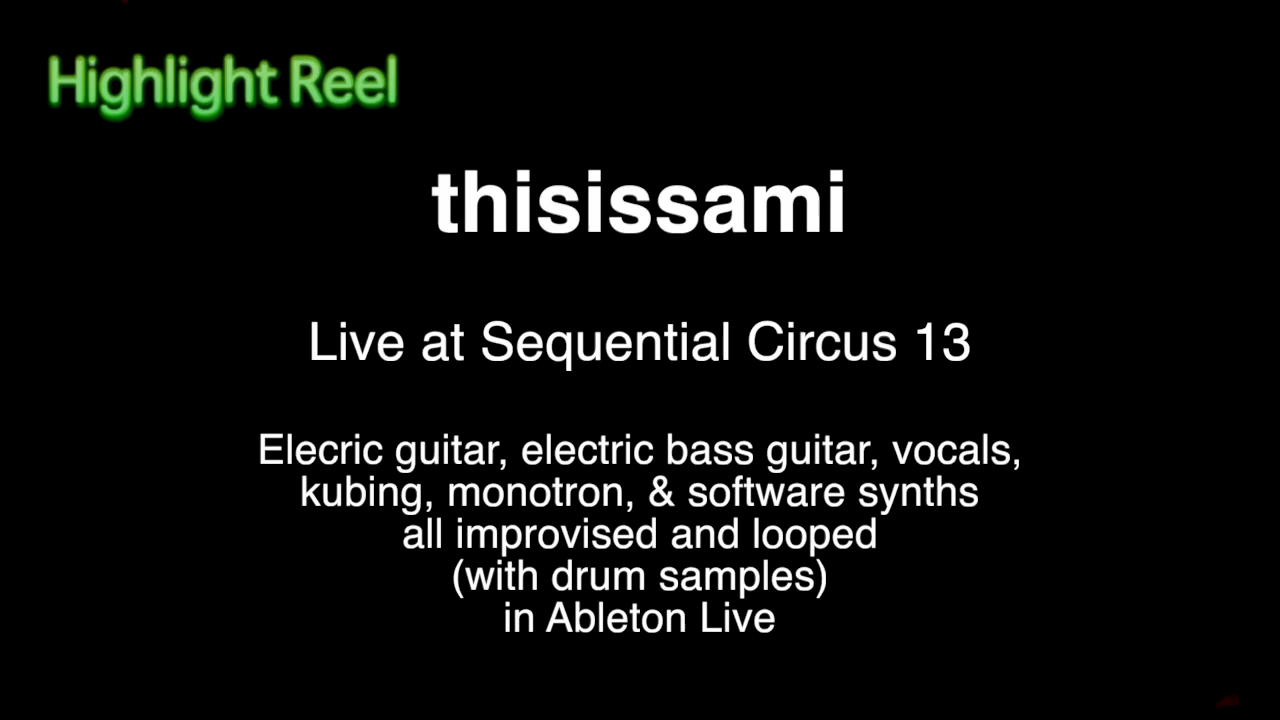 Highlight Reel
thisissami
Live at Sequential Circus 13
Elecric guitar, electric bass guitar, vocals,
kubing, monotron, & software synths
all improvised and looped
(with drum samples)
in Ableton Live